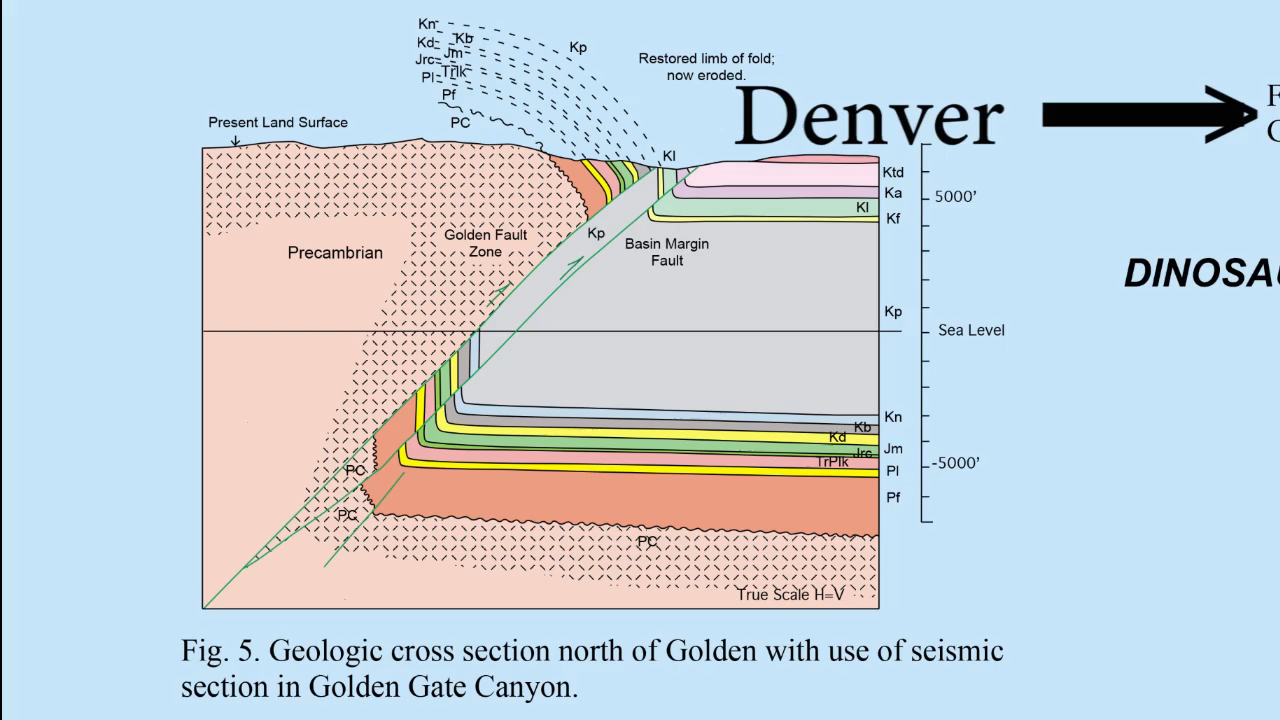 Kn
Kb
Kp
Kd
Jm
Jrc
Trlk
Pl
Pf
PC
Restored limb of fold;
now eroded.
Denver
F
C
Present Land Surface
Kl
Ktd
Ka
5000’
Kl
Kf
DINOSAU
Precambrian
Golden Fault
Zone
Kp
Basin Margin
Fault
Kp
Sea Level
Kn
Kb
Kd
Jm
Jrc
TrPlk
Pl
-5000’
PC
Pf
PC
PC
True Scale H=V
Fig. 5. Geologic cross section north of Golden with use of seismic
section in Golden Gate Canyon.